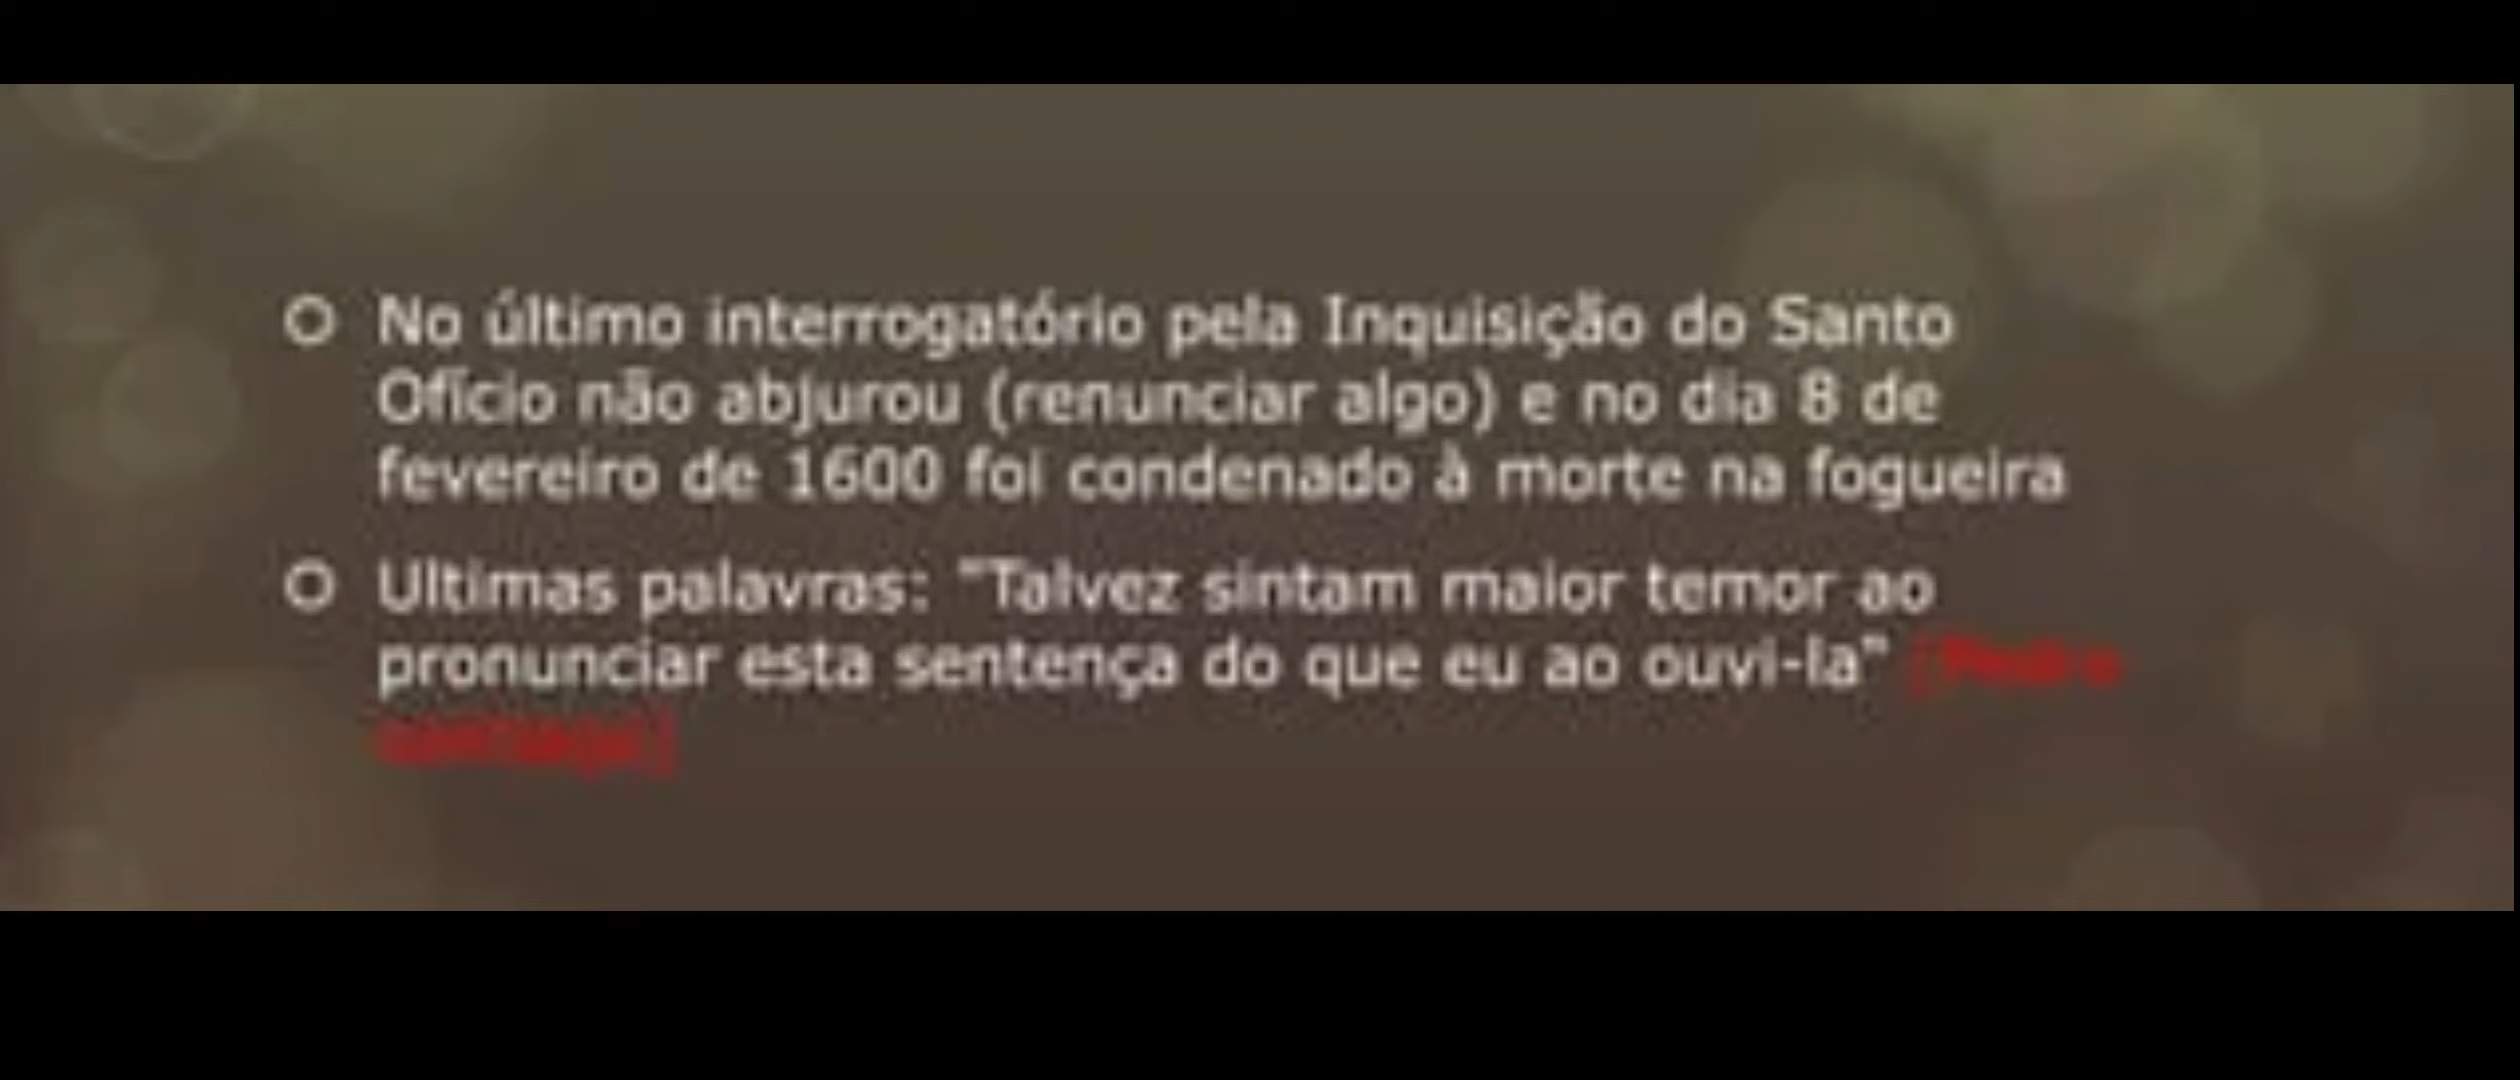 No último interrogatório pela Inquisição do Santo
Ofício não abjurou (renunciar algo) e no dia 8 de
fevereiro de 1600 foi condenado à morte na fogueira
Ultimas palavras: "Talvez sintam maior temor ao
pronunciar esta sentença do que eu ao ouvi-la"